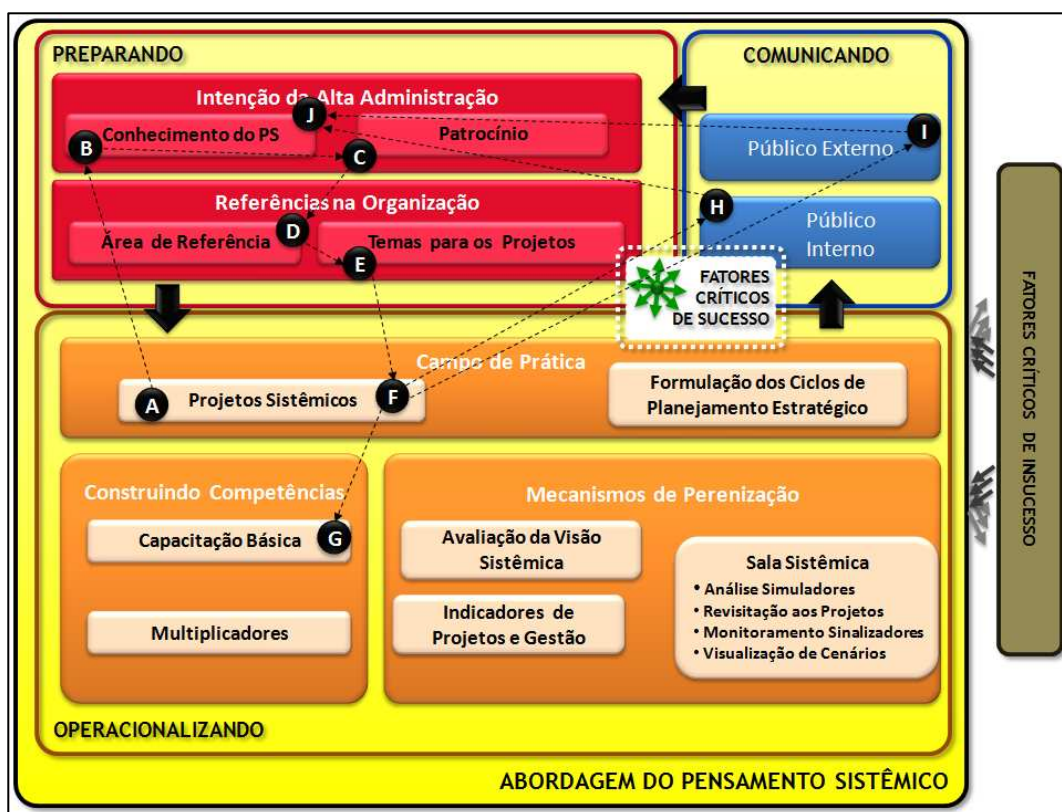 PREPARANDO
Intenção da Alta Administração
J
Conhecimento do PS
Patrocínio
B
C
Referências na Organização
D
Área de Referência
Temas para os Projetos
E
COMUNICANDO
I
Público Externo
H
Público
Interno
FATORES
CRÍTICOS
DE SUCESSO
Campo de Prática
A
Projetos Sistêmicos
F
Formulação dos Ciclos de
Planejamento Estratégico
Construindo Competências
Capacitação Básica
G
Multiplicadores
Mecanismos de Perenização
Avaliação da Visão
Sistêmica
Indicadores de
Projetos e Gestão
Sala Sistêmica
• Análise Simuladores
• Revisitação aos Projetos
• Monitoramento Sinalizadores
• Visualização de Cenários
OPERACIONALIZANDO
ABORDAGEM DO PENSAMENTO SISTÊMICO
FATORES CRÍTICOS DE INSUCESSO